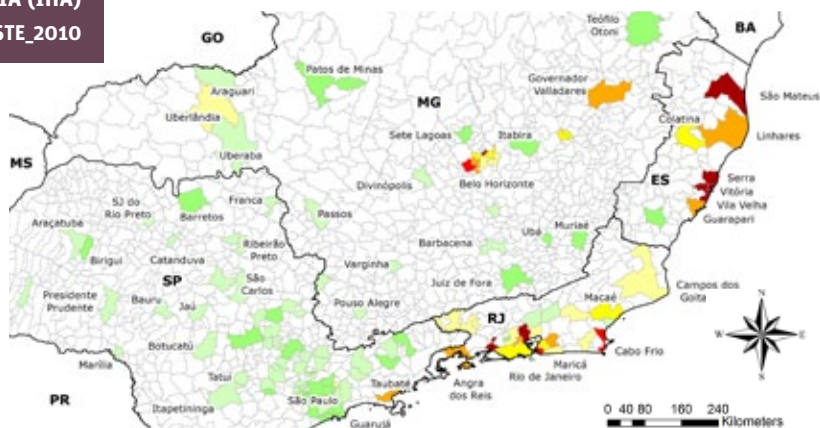 IA (IHA)
STE_2010
GO
BA
Teófilo
Otoni
Patos de Minas
Araguari
MG
Governador
Valladares
São Mateus
Uberlândia
Sete Lagoas
Itabira
Colatina
Linhares
Uberaba
MS
Divinópolis
Belo Horizonte
ES
Serra
Vitória
Vila Velha
Guarapari
SJ do
Rio Preto
Franca
Barretos
Passos
Araçatuba
Ubá
Muriaé
Barbacena
Ribeirão
Preto
Birigui
Catanduva
Varginha
SP
São
Carlos
Juiz de Fora
Campos dos
Goita
Presidente
Prudente
Bauru
Jaú
Pouso Alegre
Macaé
RJ
Botucatú
Cabo Frio
Marília
Maricá
Rio de Janeiro
Angra
dos Reis
Taubaté
Tatui
PR
Itapetininga
São Paulo
Guarujá
N
W
E
S
0 40 80 160 240
Kilometers